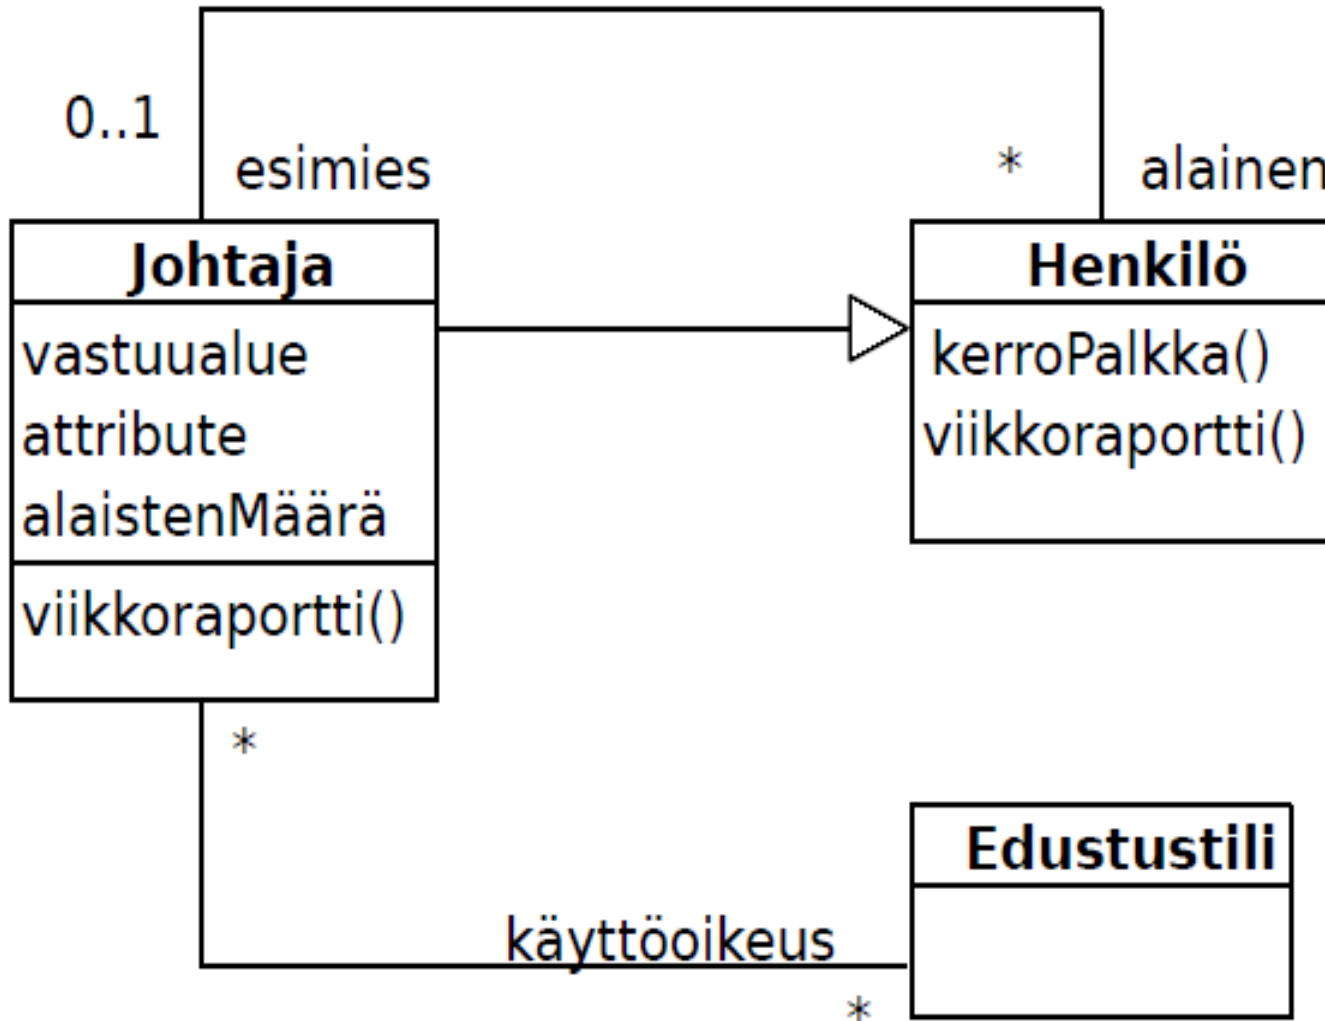 0..1
esimies
*
alainen
Johtaja
vastuualue
attribute
alaistenMäärä
viikkoraportti()
Henkilö
kerroPalkka()
viikkoraportti()
*
Edustustili
käyttöoikeus
*